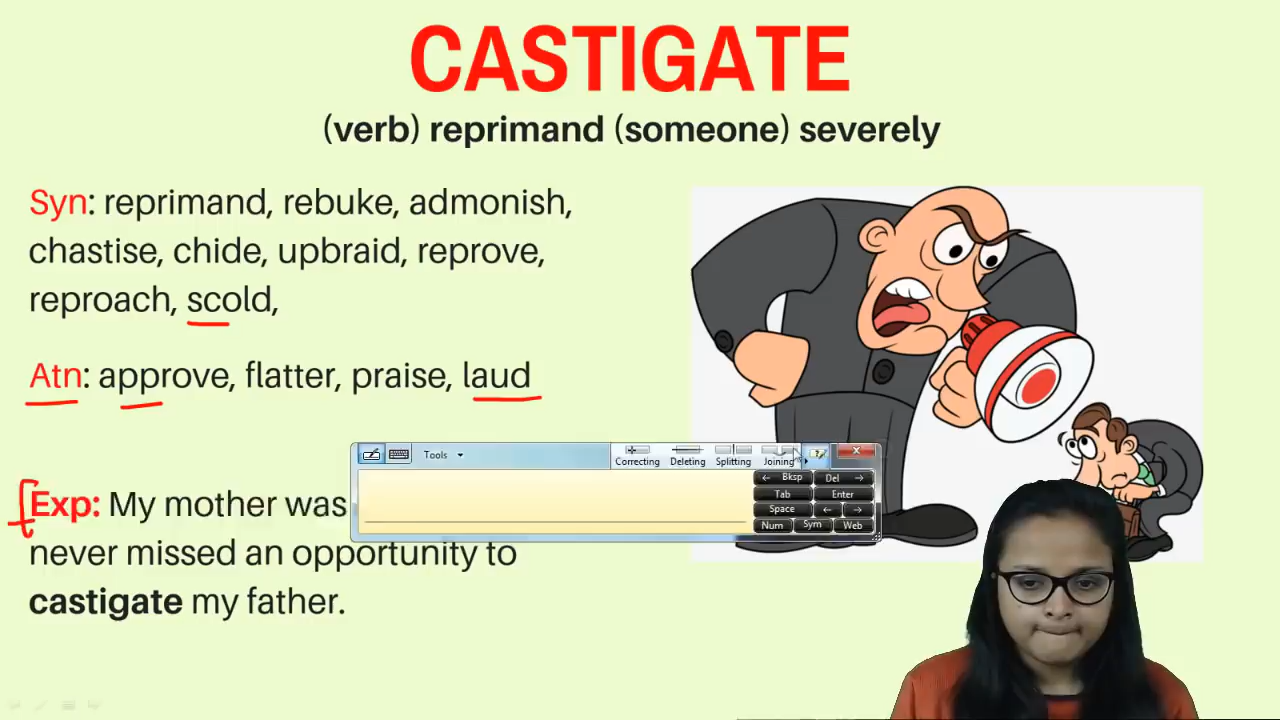 CASTIGATE
(verb) reprimand (someone) severely
Syn: reprimand, rebuke, admonish,
chastise, chide, upbraid, reprove,
reproach, scold,
Atn: approve, flatter, praise, laud
Tools
Correcting Deleting Splitting Joining
Bksp Del
Tab Enter
Space
Num Sym Web
Exp: My mother was
never missed an opportunity to
castigate my father.